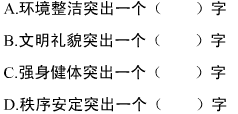 A.环境整洁突出一个（　　）字
B.文明礼貌突出一个（　　）字
C.强身健体突出一个（　　）字
D.秩序安定突出一个（　　）字